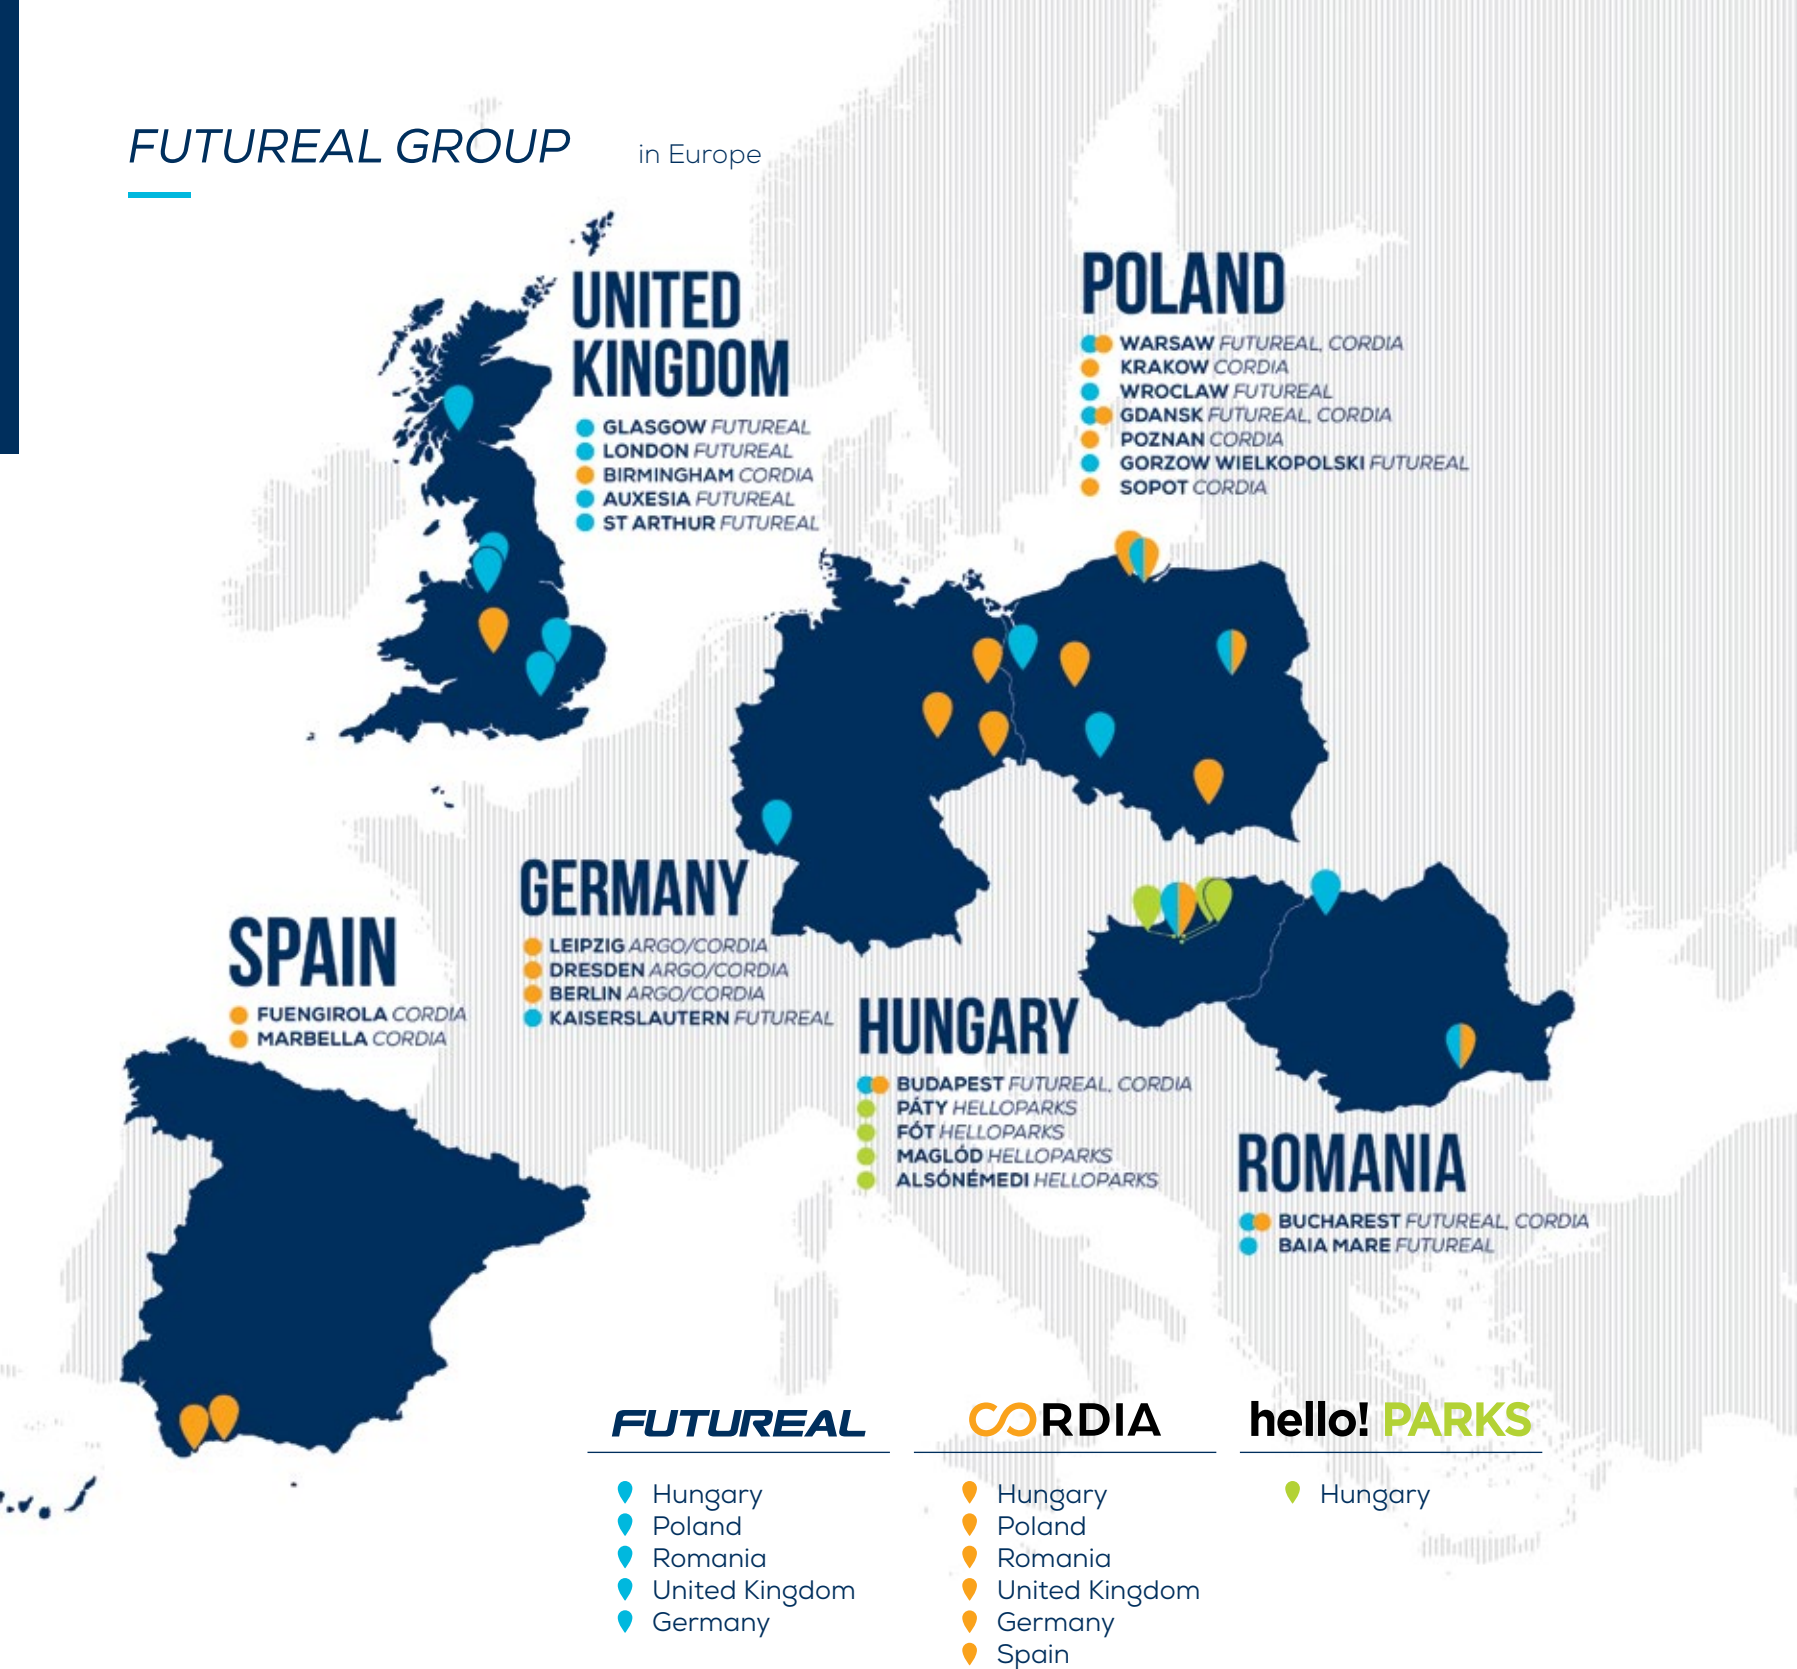 FUTUREAL GROUP in Europe
UNITED
KINGDOM
GLASGOW FUTUREAL
LONDON FUTUREAL
BIRMINGHAM CORDIA
AUXESIA FUTUREAL
ST ARTHUR FUTUREAL
POLAND
WARSAW FUTUREAL, CORDIA
KRAKOW CORDIA
WROCLAW FUTUREAL
GDANSK FUTUREAL, CORDIA
POZNAN CORDIA
GORZOW WIELKOPOLSKI FUTUREAL
SOPOT CORDIA
GERMANY
LEIPZIG ARGO/CORDIA
DRESDEN ARGO/CORDIA
BERLIN ARGO/CORDIA
KAISERSLAUTERN FUTUREAL
SPAIN
FUENGIROLA CORDIA
MARBELLA CORDIA
HUNGARY
BUDAPEST FUTUREAL, CORDIA
PÁTY HELLOPARKS
FÓT HELLOPARKS
MAGLÓD HELLOPARKS
ALSÓNÉMEDI HELLOPARKS
ROMANIA
BUCHAREST FUTUREAL, CORDIA
BAIA MARE FUTUREAL
FUTUREAL
Hungary
Poland
Romania
United Kingdom
Germany
CORDIA
Hungary
Poland
Romania
United Kingdom
Germany
Spain
hello! PARKS
Hungary